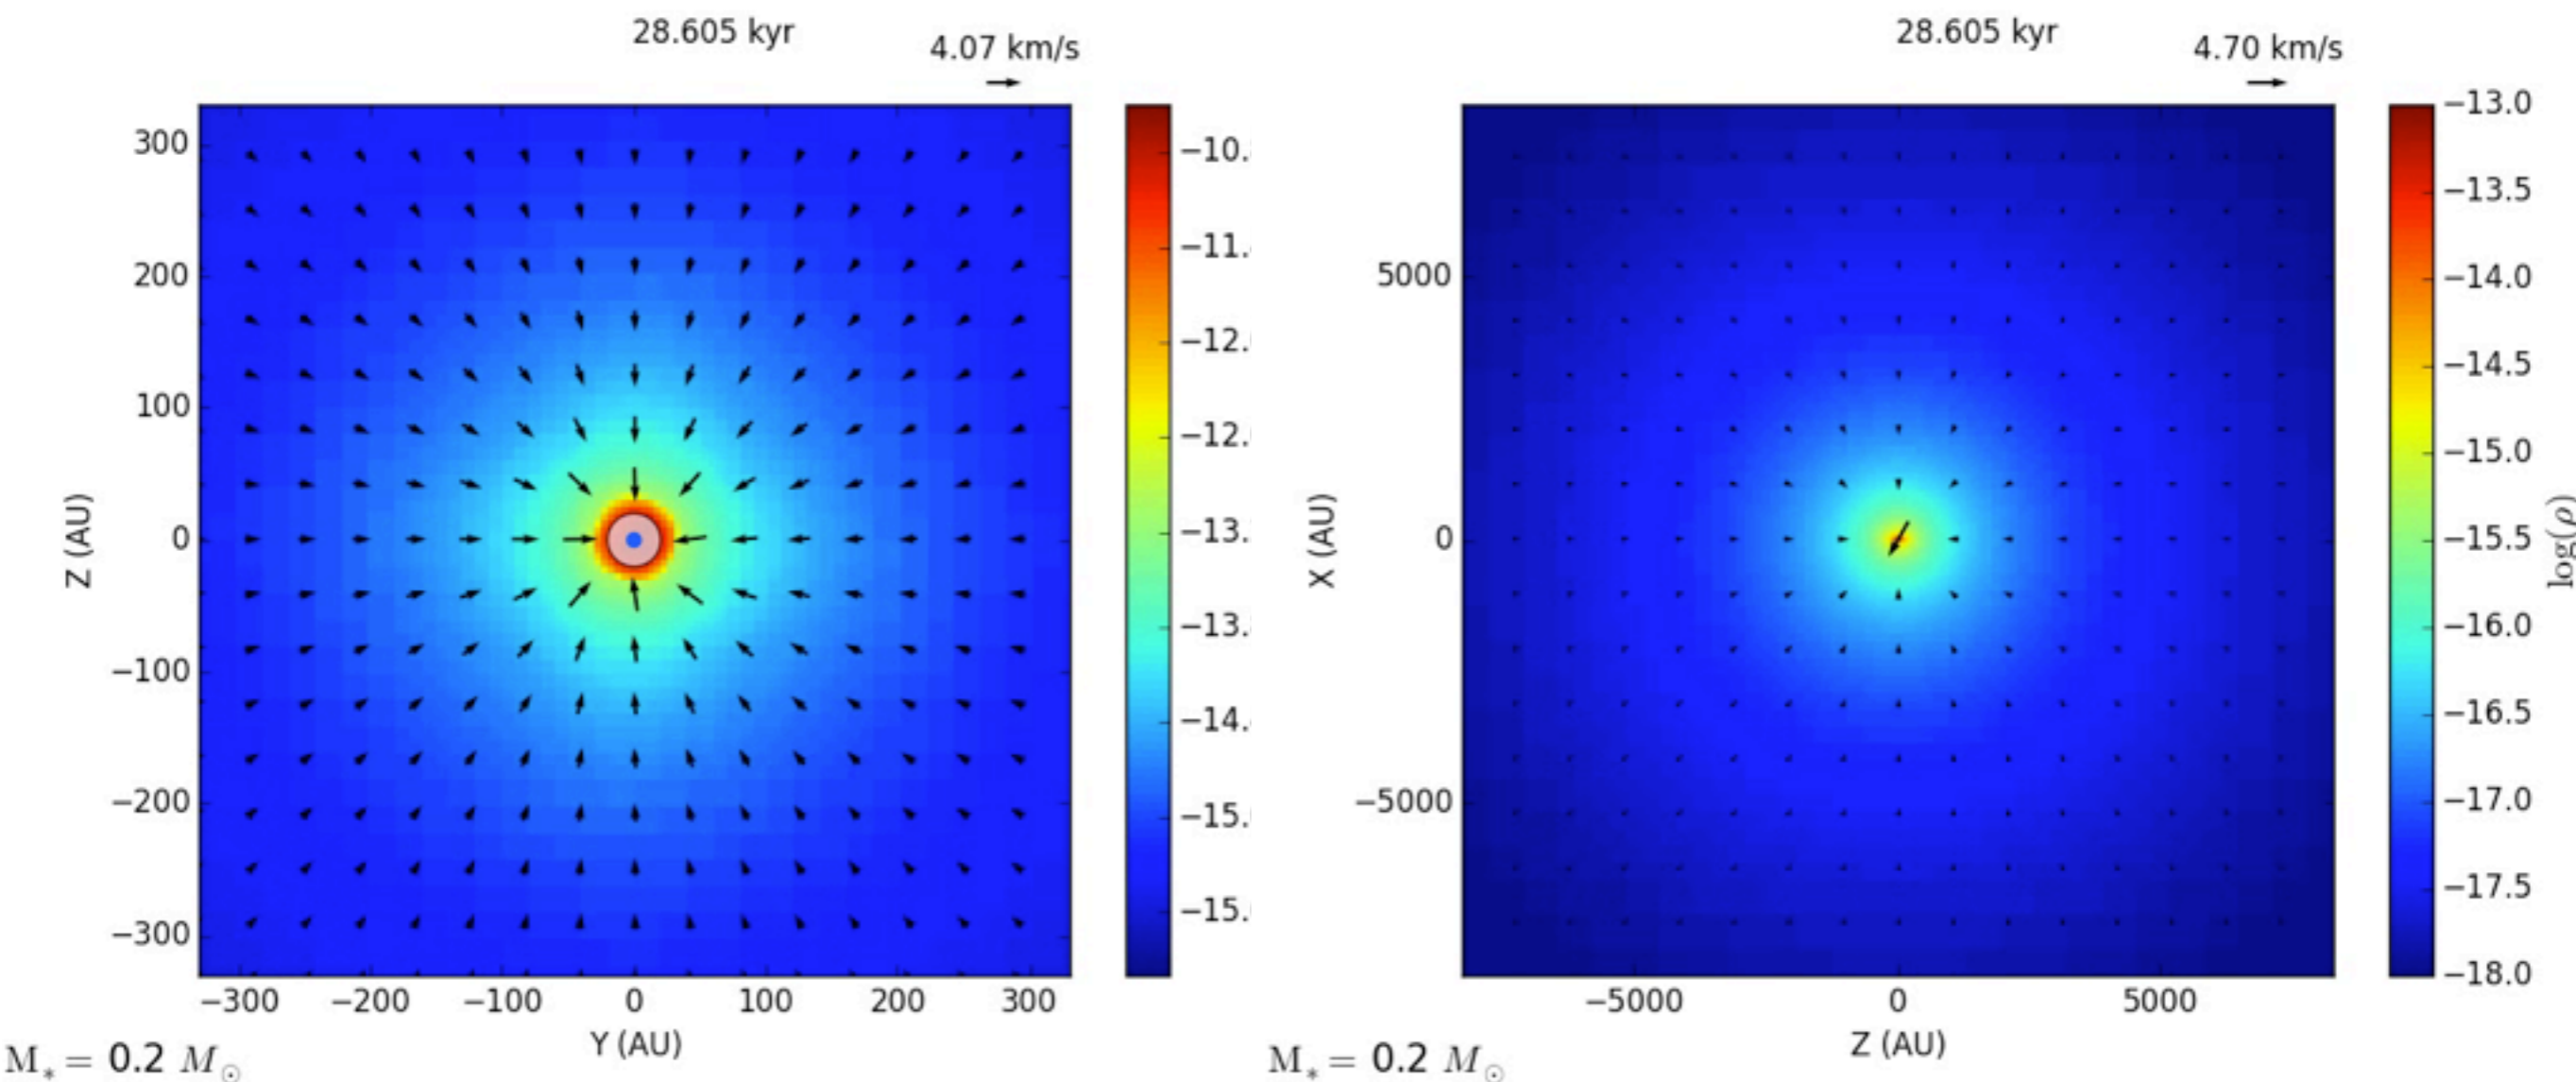 28.605 kyr
4.07 km/s
300
200
100
0
−100
−200
−300
Z (AU)
−300 −200 −100 0 100 200 300
Y (AU)
−10.
−11.
−12.
−12.
−13.
−13.
−14.
−15.
−15.
M* = 0.2 M☉
28.605 kyr
4.70 km/s
5000
0
−5000
X (AU)
−5000 0 5000
Z (AU)
−13.0
−13.5
−14.0
−14.5
−15.0
−15.5
−16.0
−16.5
−17.0
−17.5
−18.0
log(ρ)
M* = 0.2 M☉